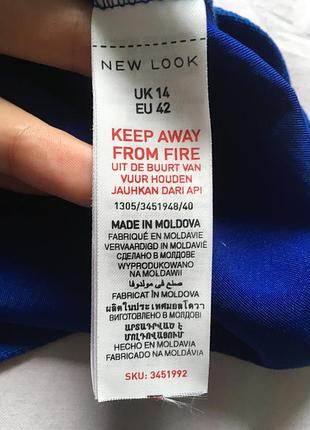 NEW LOOK
UK 14
EU 42
KEEP AWAY
FROM FIRE
UIT DE BUURT VAN
VUUR HOUDEN
JAUHKAN DARI API
1305/3451948/40
MADE IN MOLDOVA
FABRIQUÉ EN MOLDAVIE
VERVAARDIGD IN MOLDAVIË
СДЕЛАНО В МОЛДОВЕ
WYPRODUKOWANO
NA MOŁDAWII
صنع في مولدوفا
FABRICAT ÎN MOLDOVA
ผลิตในประเทศมอลโดวา
ВИГОТОВЛЕНО В МОЛДОВІ
ԱՐՏԱԴՐՎԱԾ Է
ՄՈԼԴՈՎԱՅՈՒՄ
HECHO EN MOLDAVIA
FABRICADO NA MOLDÁVIA
SKU: 3451992